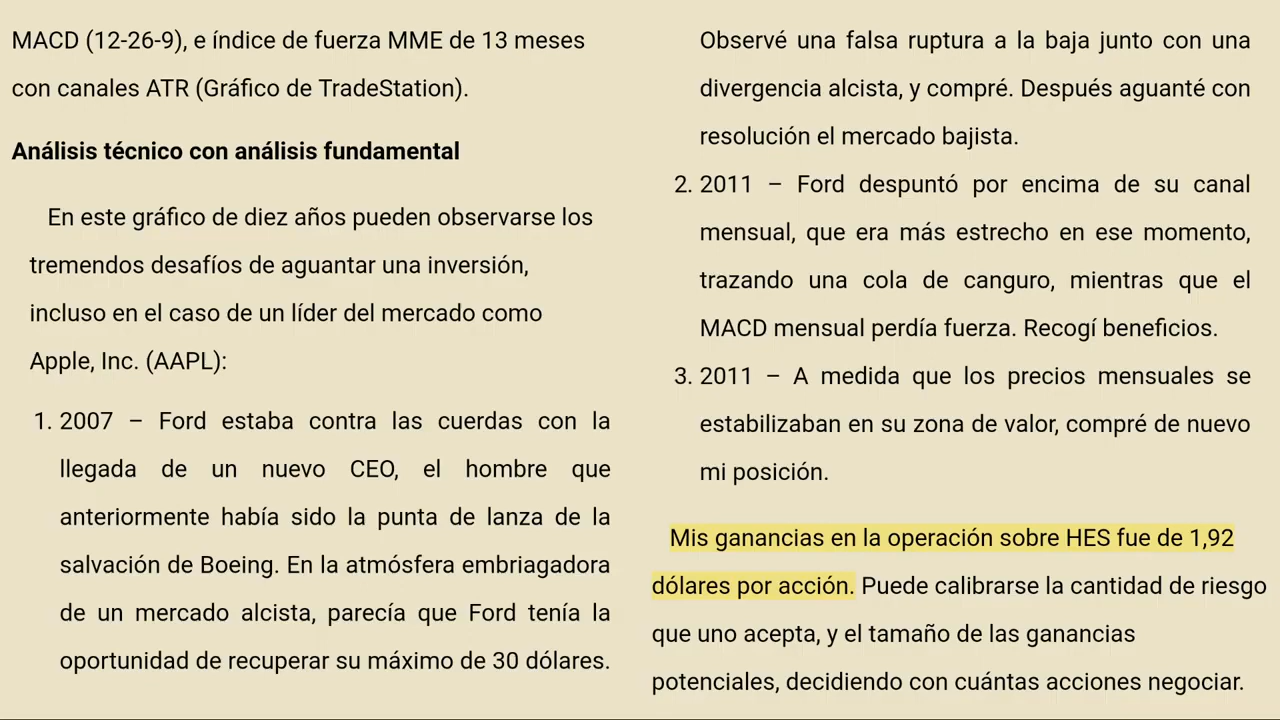 MACD (12-26-9), e índice de fuerza MME de 13 meses
con canales ATR (Gráfico de TradeStation).
Análisis técnico con análisis fundamental
En este gráfico de diez años pueden observarse los
tremendos desafíos de aguantar una inversión,
incluso en el caso de un líder del mercado como
Apple, Inc. (AAPL):
1. 2007 – Ford estaba contra las cuerdas con la
llegada de un nuevo CEO, el hombre que
anteriormente había sido la punta de lanza de la
salvación de Boeing. En la atmósfera embriagadora
de un mercado alcista, parecía que Ford tenía la
oportunidad de recuperar su máximo de 30 dólares.
Observé una falsa ruptura a la baja junto con una
divergencia alcista, y compré. Después aguanté con
resolución el mercado bajista.
2. 2011 – Ford despuntó por encima de su canal
mensual, que era más estrecho en ese momento,
trazando una cola de canguro, mientras que el
MACD mensual perdía fuerza. Recogí beneficios.
3. 2011 – A medida que los precios mensuales se
estabilizaban en su zona de valor, compré de nuevo
mi posición.
Mis ganancias en la operación sobre HES fue de 1,92
dólares por acción. Puede calibrarse la cantidad de riesgo
que uno acepta, y el tamaño de las ganancias
potenciales, decidiendo con cuántas acciones negociar.